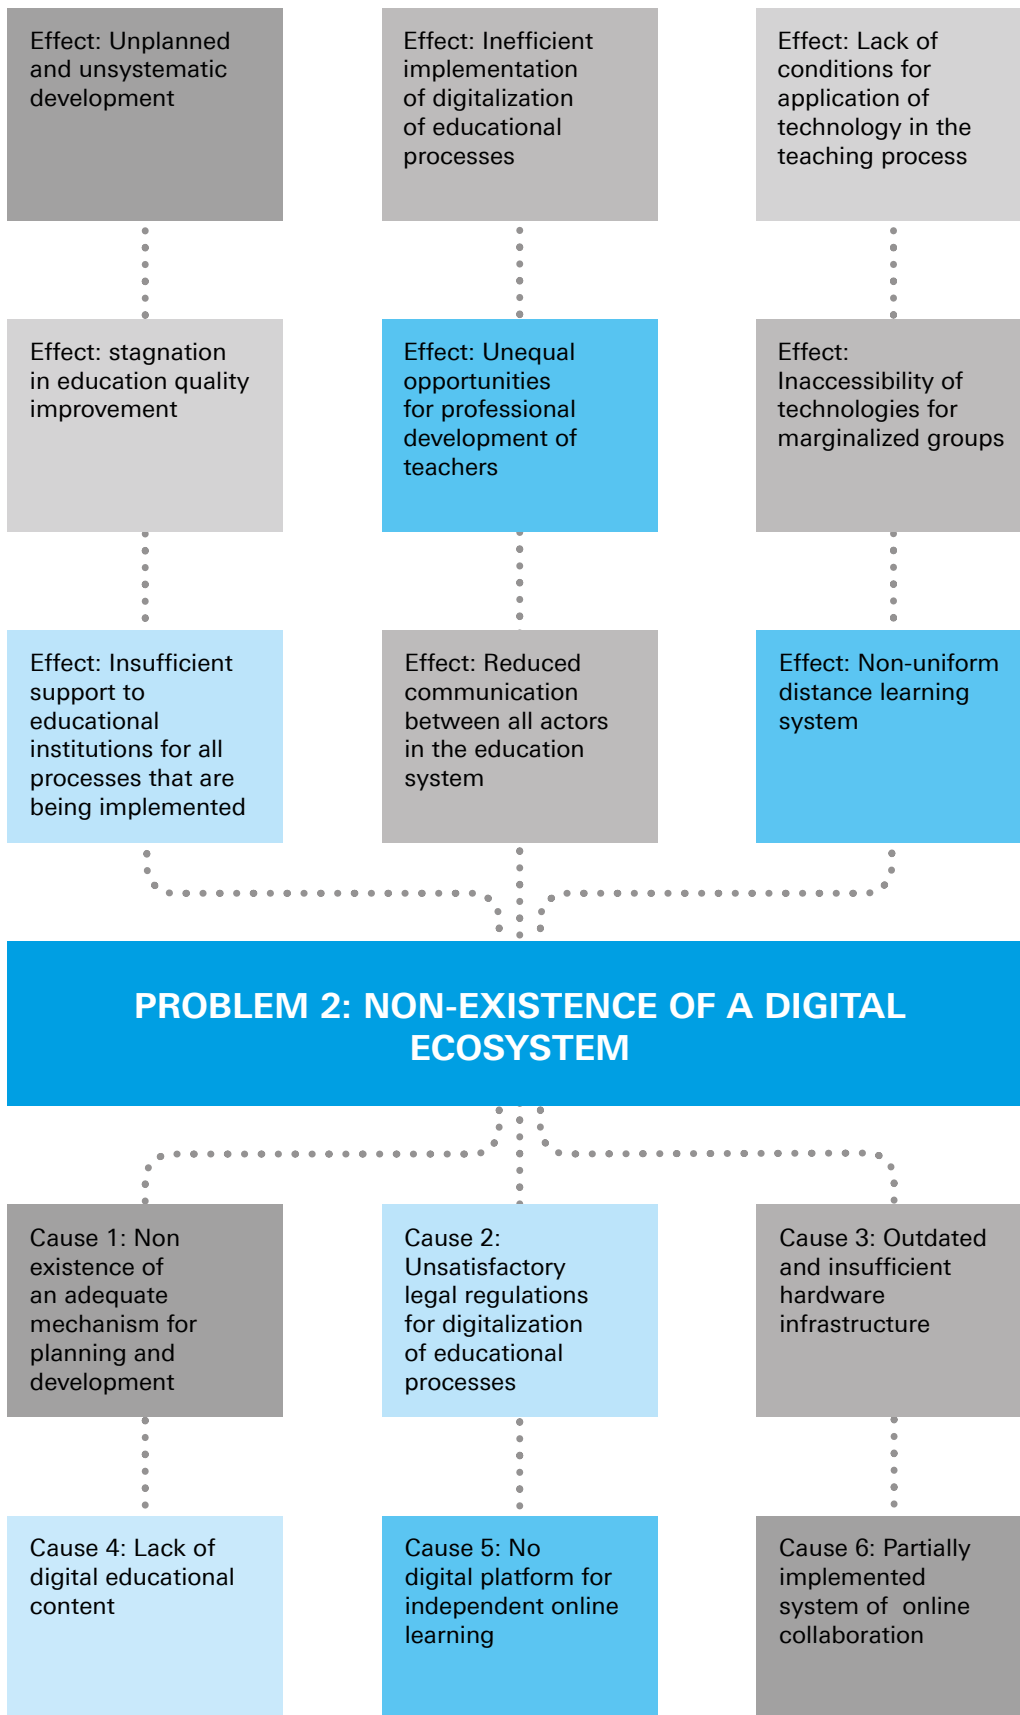 Effect: Unplanned
and unsystematic
development
Effect: Inefficient
implementation
of digitalization
of educational
processes
Effect: Lack of
conditions for
application of
technology in the
teaching process
Effect: stagnation
in education quality
improvement
Effect: Unequal
opportunities
for professional
development of
teachers
Effect:
Inaccessibility of
technologies for
marginalized groups
Effect: Insufficient
support to
educational
institutions for all
processes that are
being implemented
Effect: Reduced
communication
between all actors
in the education
system
Effect: Non-uniform
distance learning
system
PROBLEM 2: NON-EXISTENCE OF A DIGITAL
ECOSYSTEM
Cause 1: Non
existence of
an adequate
mechanism for
planning and
development
Cause 2:
Unsatisfactory
legal regulations
for digitalization
of educational
processes
Cause 3: Outdated
and insufficient
hardware
infrastructure
Cause 4: Lack of
digital educational
content
Cause 5: No
digital platform for
independent online
learning
Cause 6: Partially
implemented
system of  online
collaboration